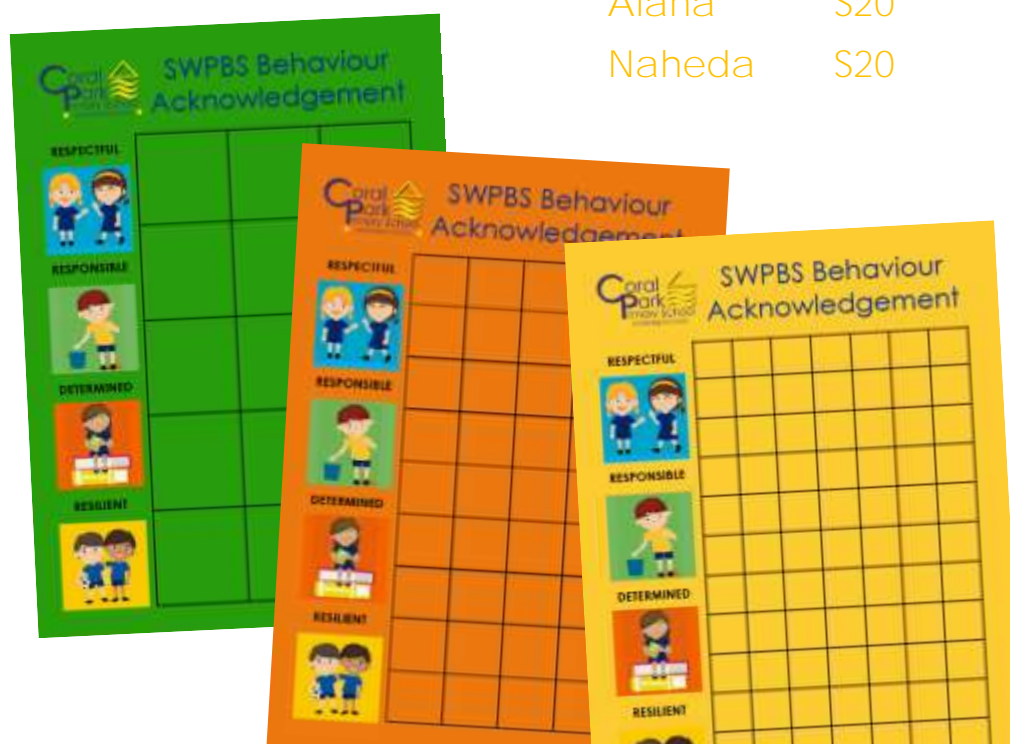 Alana S20
Naheda S20
Coral
Park
Primary School
SWPBS Behaviour
Acknowledgement
RESPECTFUL
RESPONSIBLE
DETERMINED
RESILIENT
Coral
Park
Primary School
SWPBS Behaviour
Acknowledgement
RESPECTFUL
RESPONSIBLE
DETERMINED
RESILIENT
Coral
Park
Primary School
SWPBS Behaviour
Acknowledgement
RESPECTFUL
RESPONSIBLE
DETERMINED
RESILIENT